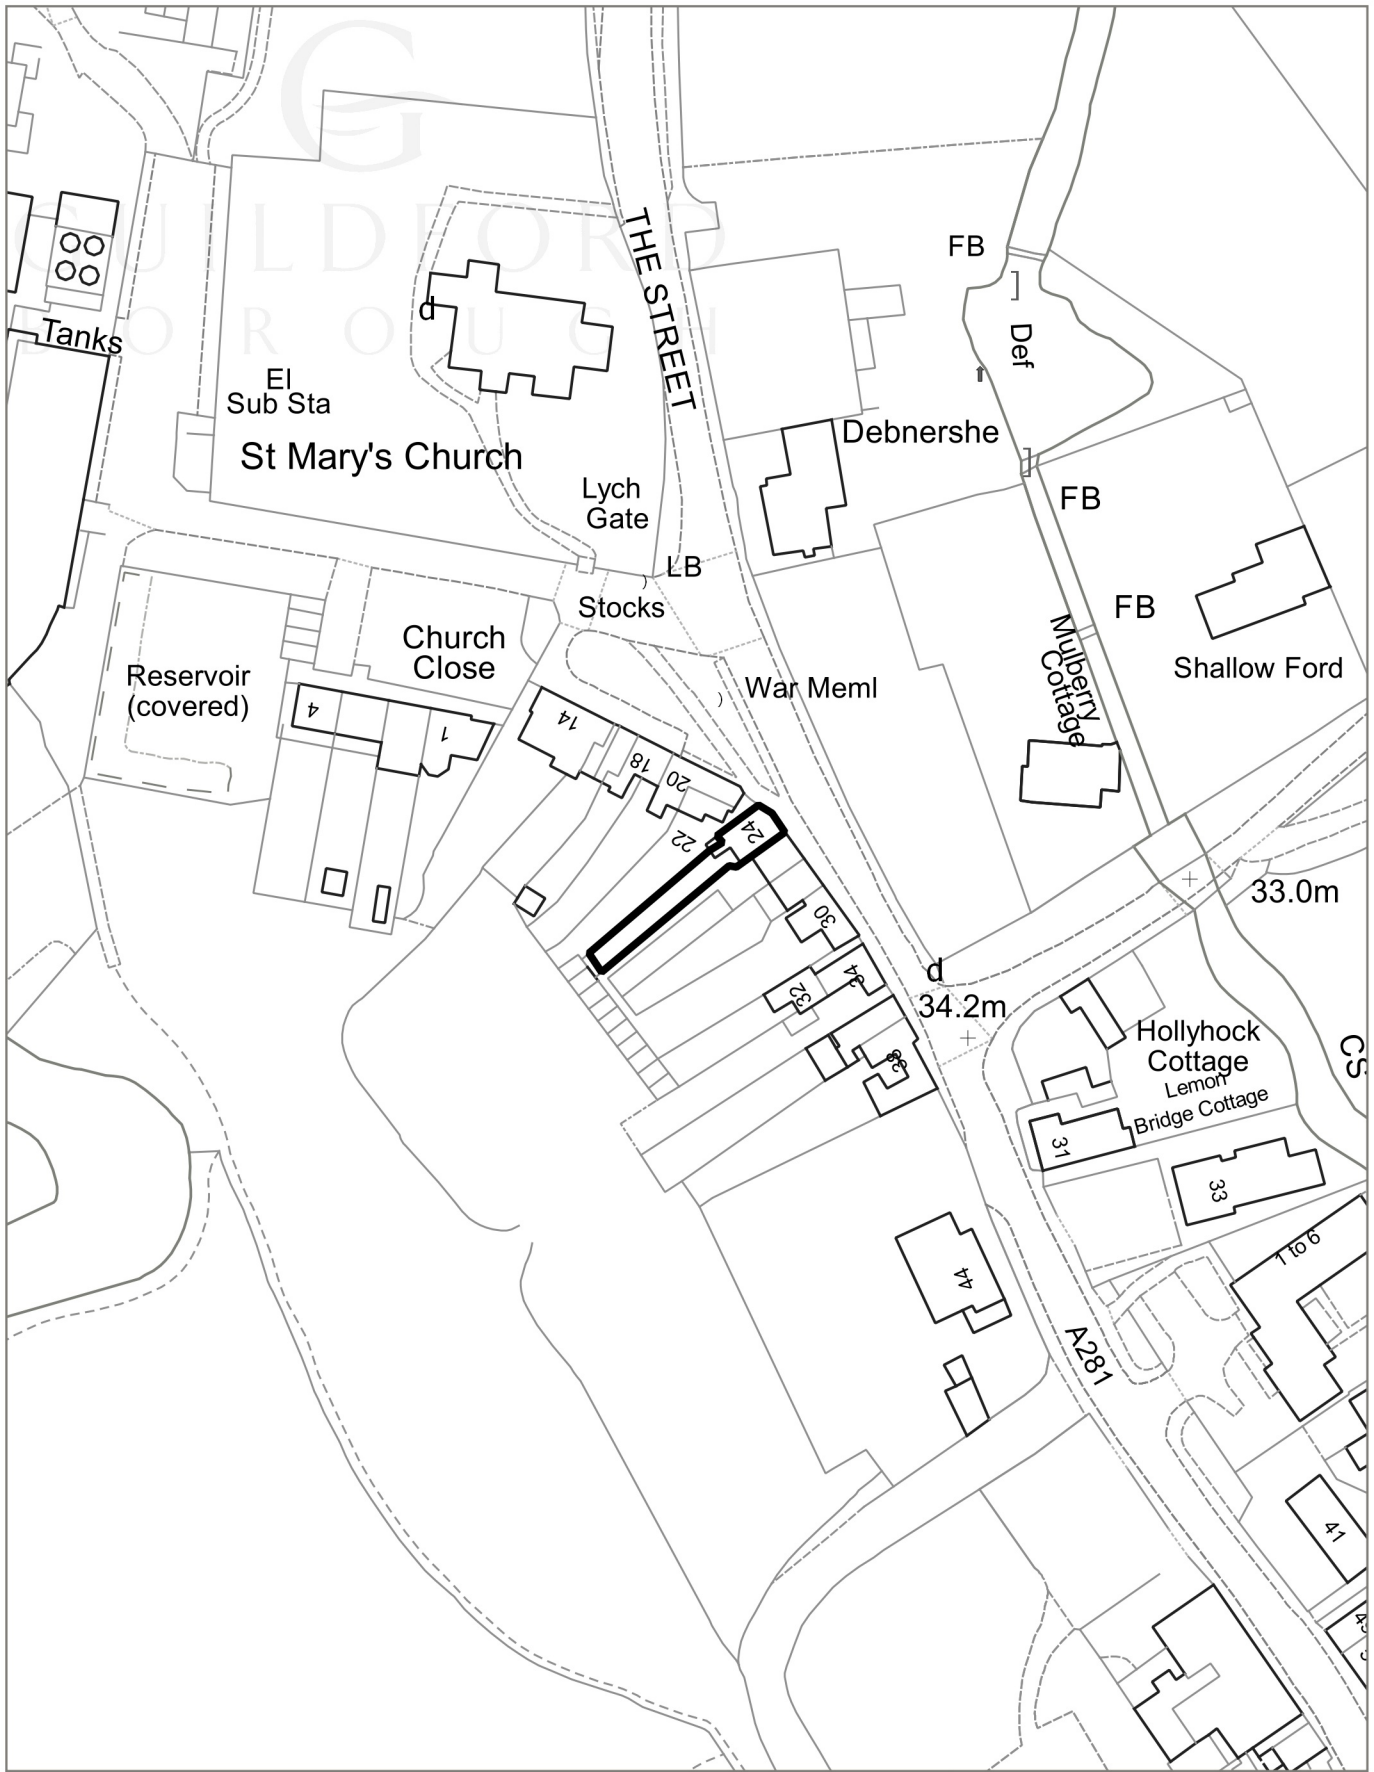 G
GUILDFORD
BOROUGH
THE STREET
FB
Def
d
Tanks
El
Sub Sta
St Mary's Church
Debnershe
Lych
Gate
FB
LB
Stocks
FB
Church
Close
Mulberry
Cottage
Shallow Ford
Reservoir
(covered)
War Meml
4
1
14
18
20
22
24
33.0m
30
d
34.2m
34
32
38
Hollyhock
Cottage
CS
Lemon
Bridge Cottage
31
33
1 to 6
44
A281
41